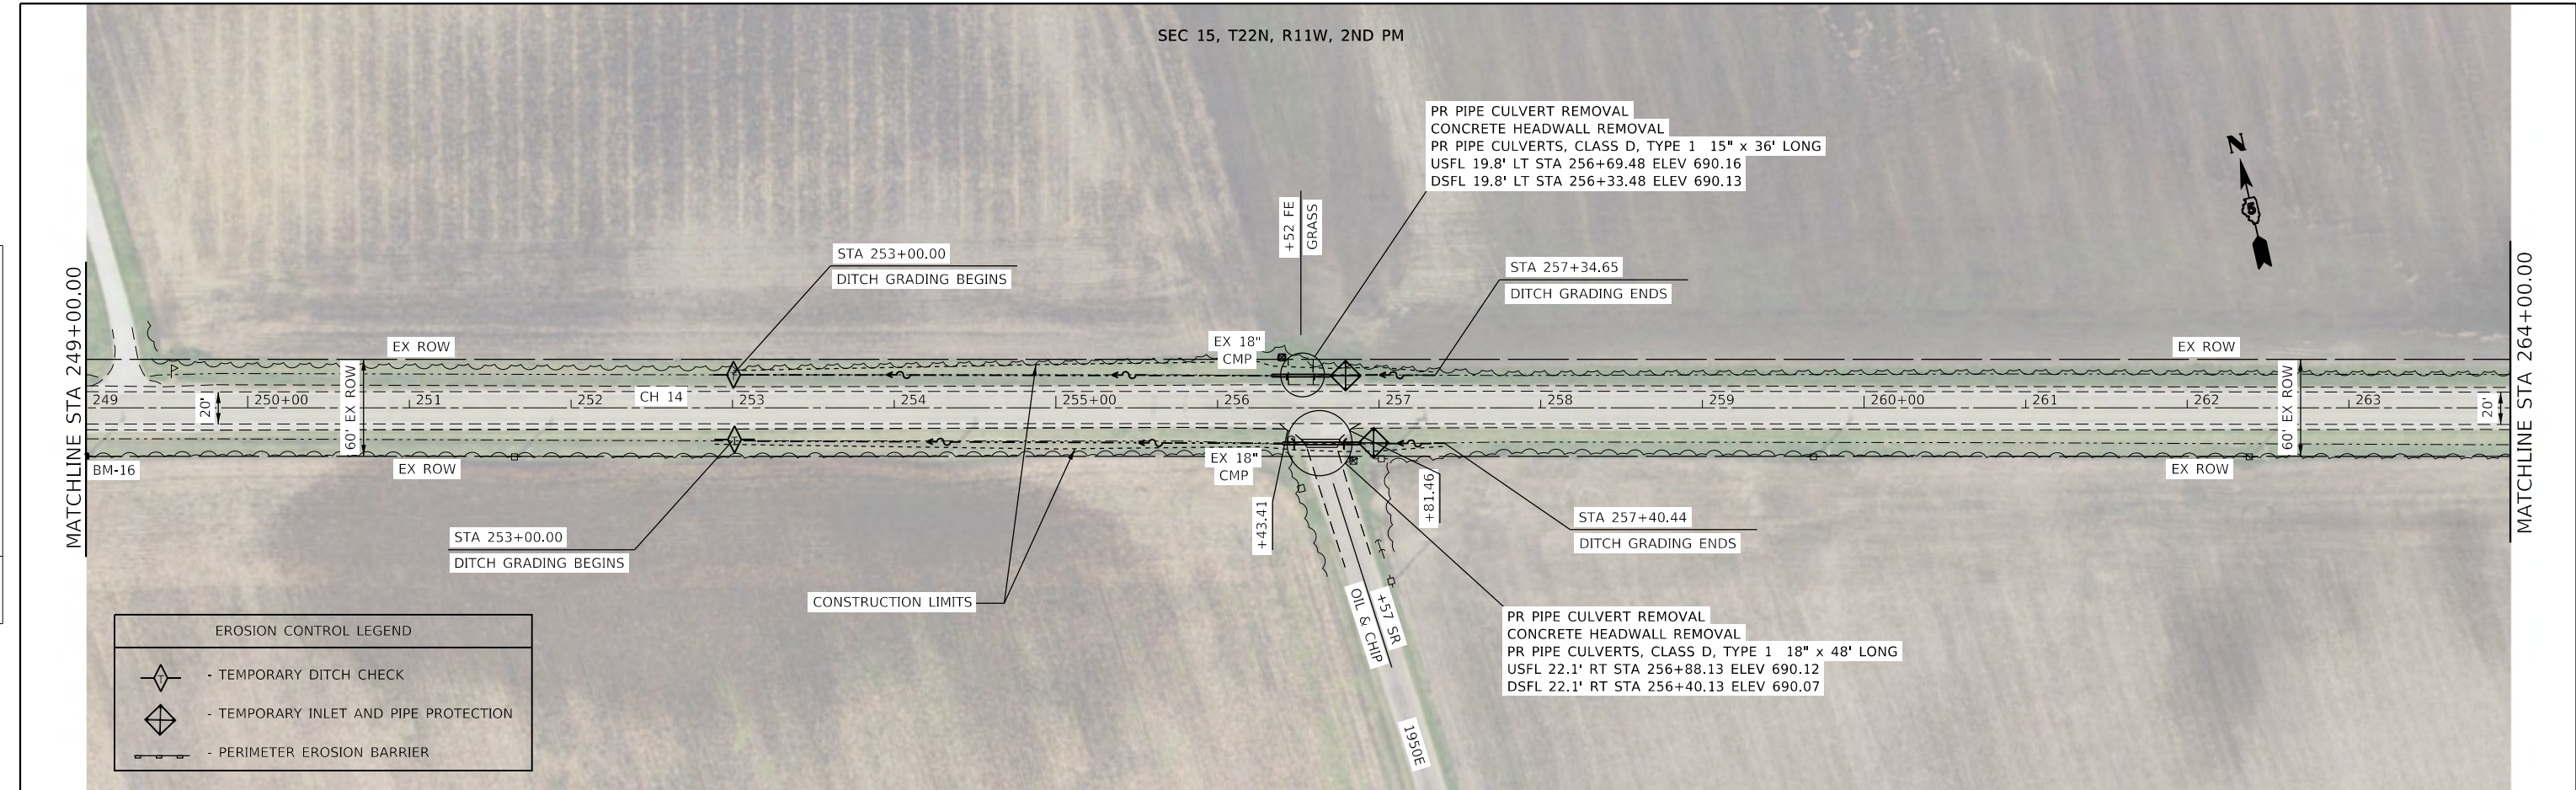 SEC 15, T22N, R11W, 2ND PM
PR PIPE CULVERT REMOVAL
CONCRETE HEADWALL REMOVAL
PR PIPE CULVERTS, CLASS D, TYPE 1 15" x 36' LONG
USFL 19.8' LT STA 256+69.48 ELEV 690.16
DSFL 19.8' LT STA 256+33.48 ELEV 690.13
N
5
+52 FE
GRASS
STA 253+00.00
DITCH GRADING BEGINS
STA 257+34.65
DITCH GRADING ENDS
MATCHLINE STA 249+00.00
MATCHLINE STA 264+00.00
EX ROW
EX 18"
CMP
EX ROW
60' EX ROW
60' EX ROW
20'
20'
CH 14
249
250+00
251
252
253
254
255+00
256
257
258
259
260+00
261
262
263
BM-16
EX ROW
EX 18"
CMP
EX ROW
+43.41
+81.46
STA 253+00.00
DITCH GRADING BEGINS
STA 257+40.44
DITCH GRADING ENDS
CONSTRUCTION LIMITS
OIL & CHIP
+57 SR
1950E
PR PIPE CULVERT REMOVAL
CONCRETE HEADWALL REMOVAL
PR PIPE CULVERTS, CLASS D, TYPE 1 18" x 48' LONG
USFL 22.1' RT STA 256+88.13 ELEV 690.12
DSFL 22.1' RT STA 256+40.13 ELEV 690.07
EROSION CONTROL LEGEND
T
- TEMPORARY DITCH CHECK
- TEMPORARY INLET AND PIPE PROTECTION
- PERIMETER EROSION BARRIER